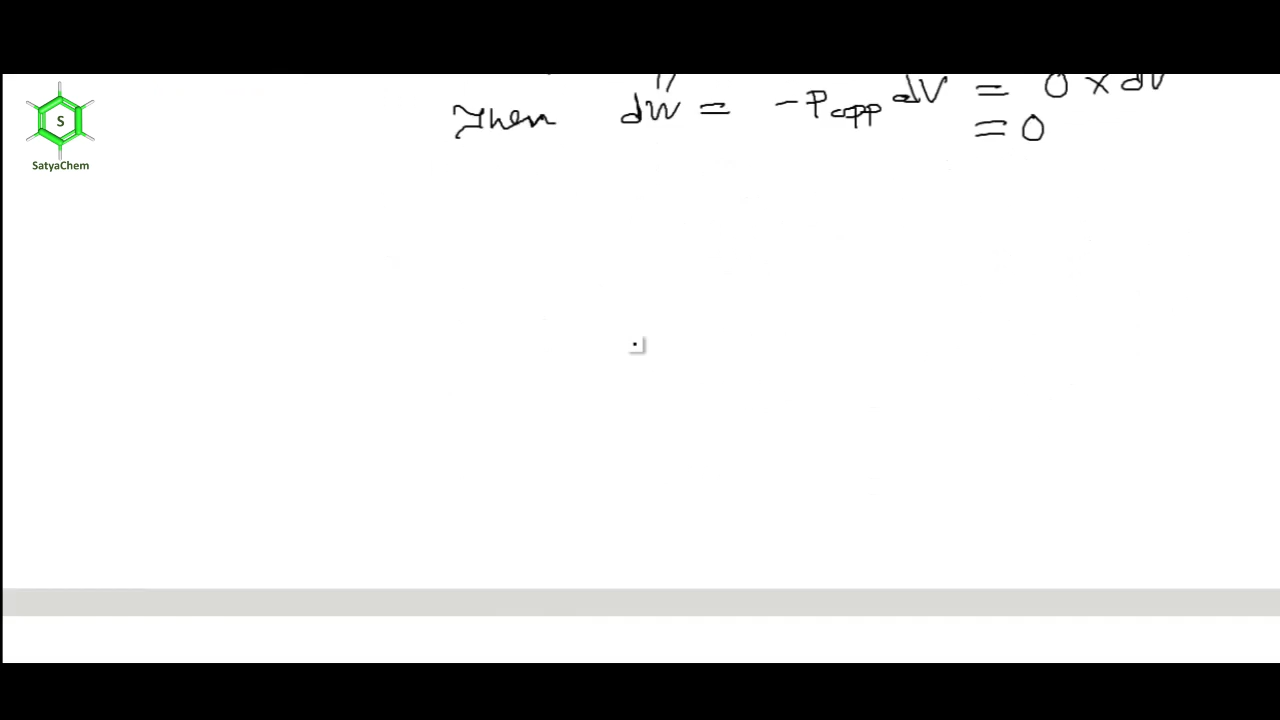 Then dw = -Papp dV = 0 x dV
= 0
S
SatyaChem